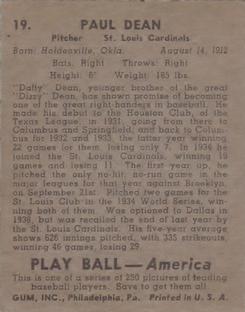 19. PAUL DEAN
Pitcher St. Louis Cardinals
Born: Holdenville, Okla. August 14, 1912
Bats: Right Throws: Right
Height: 6' Weight: 185 lbs.
"Daffy" Dean, younger brother of the great
"Dizzy" Dean, has shown promise of becoming
one of the great right-handers in baseball. He
made his debut to the Houston Club, of the
Texas League, in 1931, going from there to
Columbus and Springfield, and back to Colum-
bus for 1932 and 1933, the latter year winning
22 games (for them, losing only 7. In 1934 he
joined the St. Louis Cardinals, winning 19
games and losing 11. The first-year up, he
pitched the only no-hit, no-run game in the
major leagues for that year against Brooklyn,
on September 21st. Pitched two games for the
St. Louis Club in the 1934 World Series, win-
ning both of them. Was optioned to Dallas in
1938, but was recalled the end of last year by
the St. Louis Cardinals. His five-year average
shows 626 innings pitched, with 335 strikeouts,
winning 46 games, losing 29.
PLAY BALL—America
This is one of a series of 250 pictures of leading
baseball players. Save to get them all.
GUM, INC., Philadelphia, Pa. Printed in U. S. A.